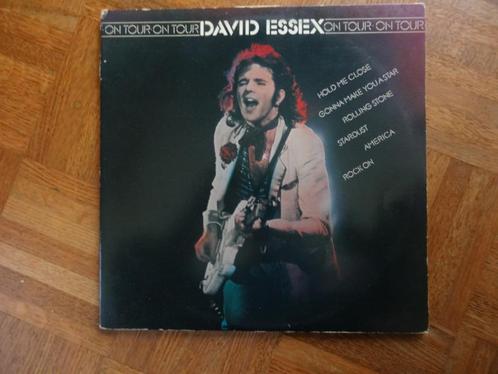 ON TOUR·ON TOUR DAVID ESSEX ON TOUR·ON TOUR
HOLD ME CLOSE
GONNA MAKE YOU A STAR
ROLLING STONE
STARDUST
AMERICA
ROCK ON